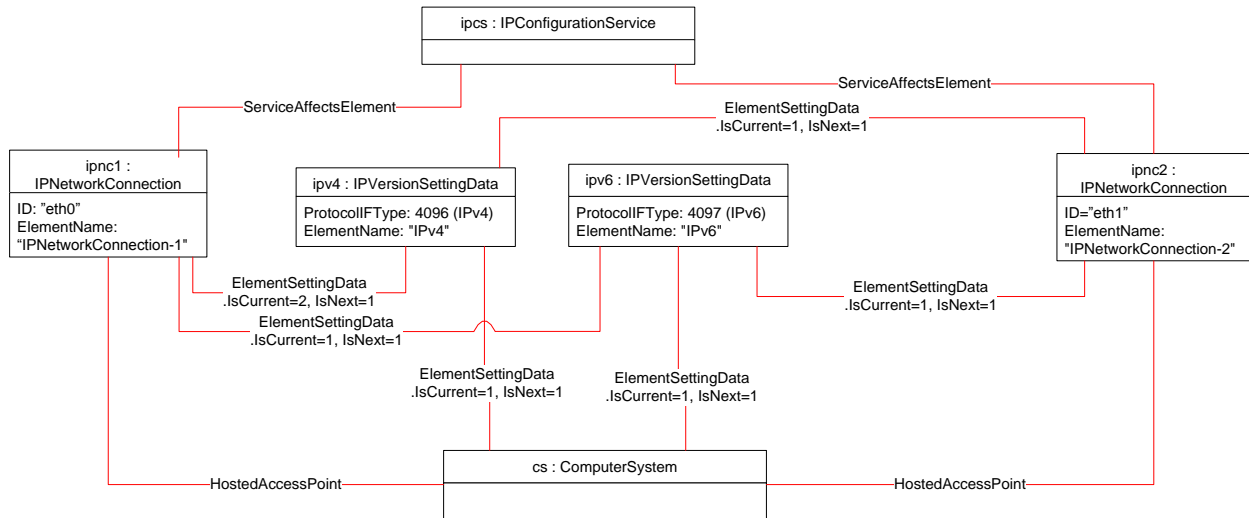 ipcs : IPConfigurationService
ServiceAffectsElement
ServiceAffectsElement
ElementSettingData
.IsCurrent=1, IsNext=1
ipnc1 :
IPNetworkConnection
ID: ”eth0”
ElementName:
“IPNetworkConnection-1"
ipv4 : IPVersionSettingData
ProtocolIFType: 4096 (IPv4)
ElementName: "IPv4"
ipv6 : IPVersionSettingData
ProtocolIFType: 4097 (IPv6)
ElementName: "IPv6"
ipnc2 :
IPNetworkConnection
ID=”eth1”
ElementName:
"IPNetworkConnection-2"
ElementSettingData
.IsCurrent=2, IsNext=1
ElementSettingData
.IsCurrent=1, IsNext=1
ElementSettingData
.IsCurrent=1, IsNext=1
ElementSettingData
.IsCurrent=1, IsNext=1
ElementSettingData
.IsCurrent=1, IsNext=1
cs : ComputerSystem
HostedAccessPoint
HostedAccessPoint